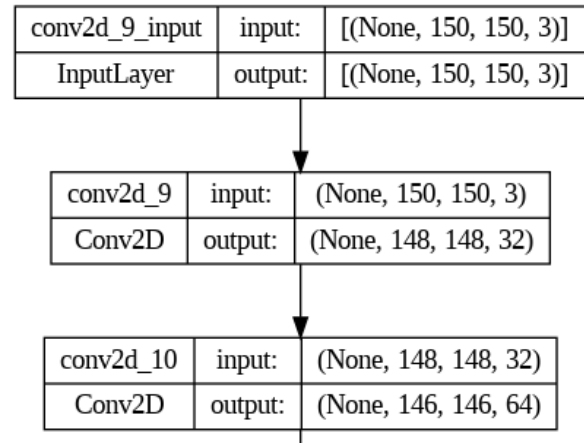 conv2d_9_input input: [(None, 150, 150, 3)]
InputLayer output: [(None, 150, 150, 3)]
conv2d_9 input: (None, 150, 150, 3)
Conv2D output: (None, 148, 148, 32)
conv2d_10 input: (None, 148, 148, 32)
Conv2D output: (None, 146, 146, 64)